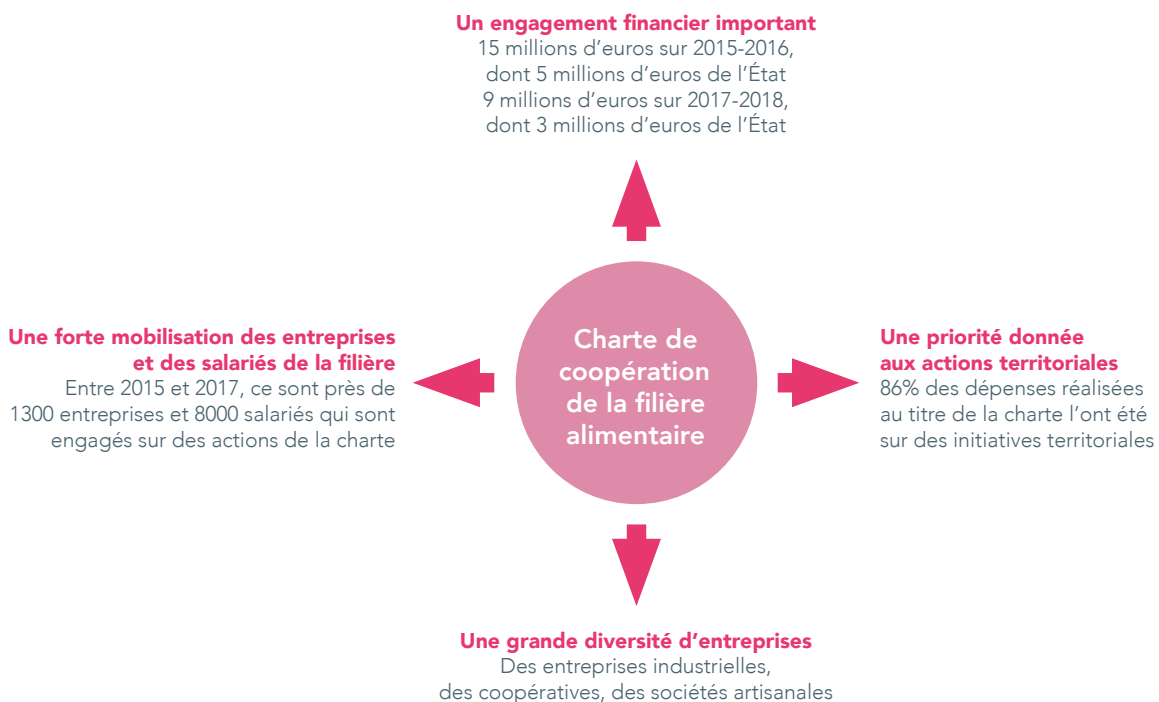 Un engagement financier important
15 millions d’euros sur 2015-2016,
dont 5 millions d’euros de l’État
9 millions d’euros sur 2017-2018,
dont 3 millions d’euros de l’État
Une forte mobilisation des entreprises
et des salariés de la filière
Entre 2015 et 2017, ce sont près de
1300 entreprises et 8000 salariés qui sont
engagés sur des actions de la charte
Charte de
coopération
de la filière
alimentaire
Une priorité donnée
aux actions territoriales
86% des dépenses réalisées
au titre de la charte l’ont été
sur des initiatives territoriales
Une grande diversité d’entreprises
Des entreprises industrielles,
des coopératives, des sociétés artisanales